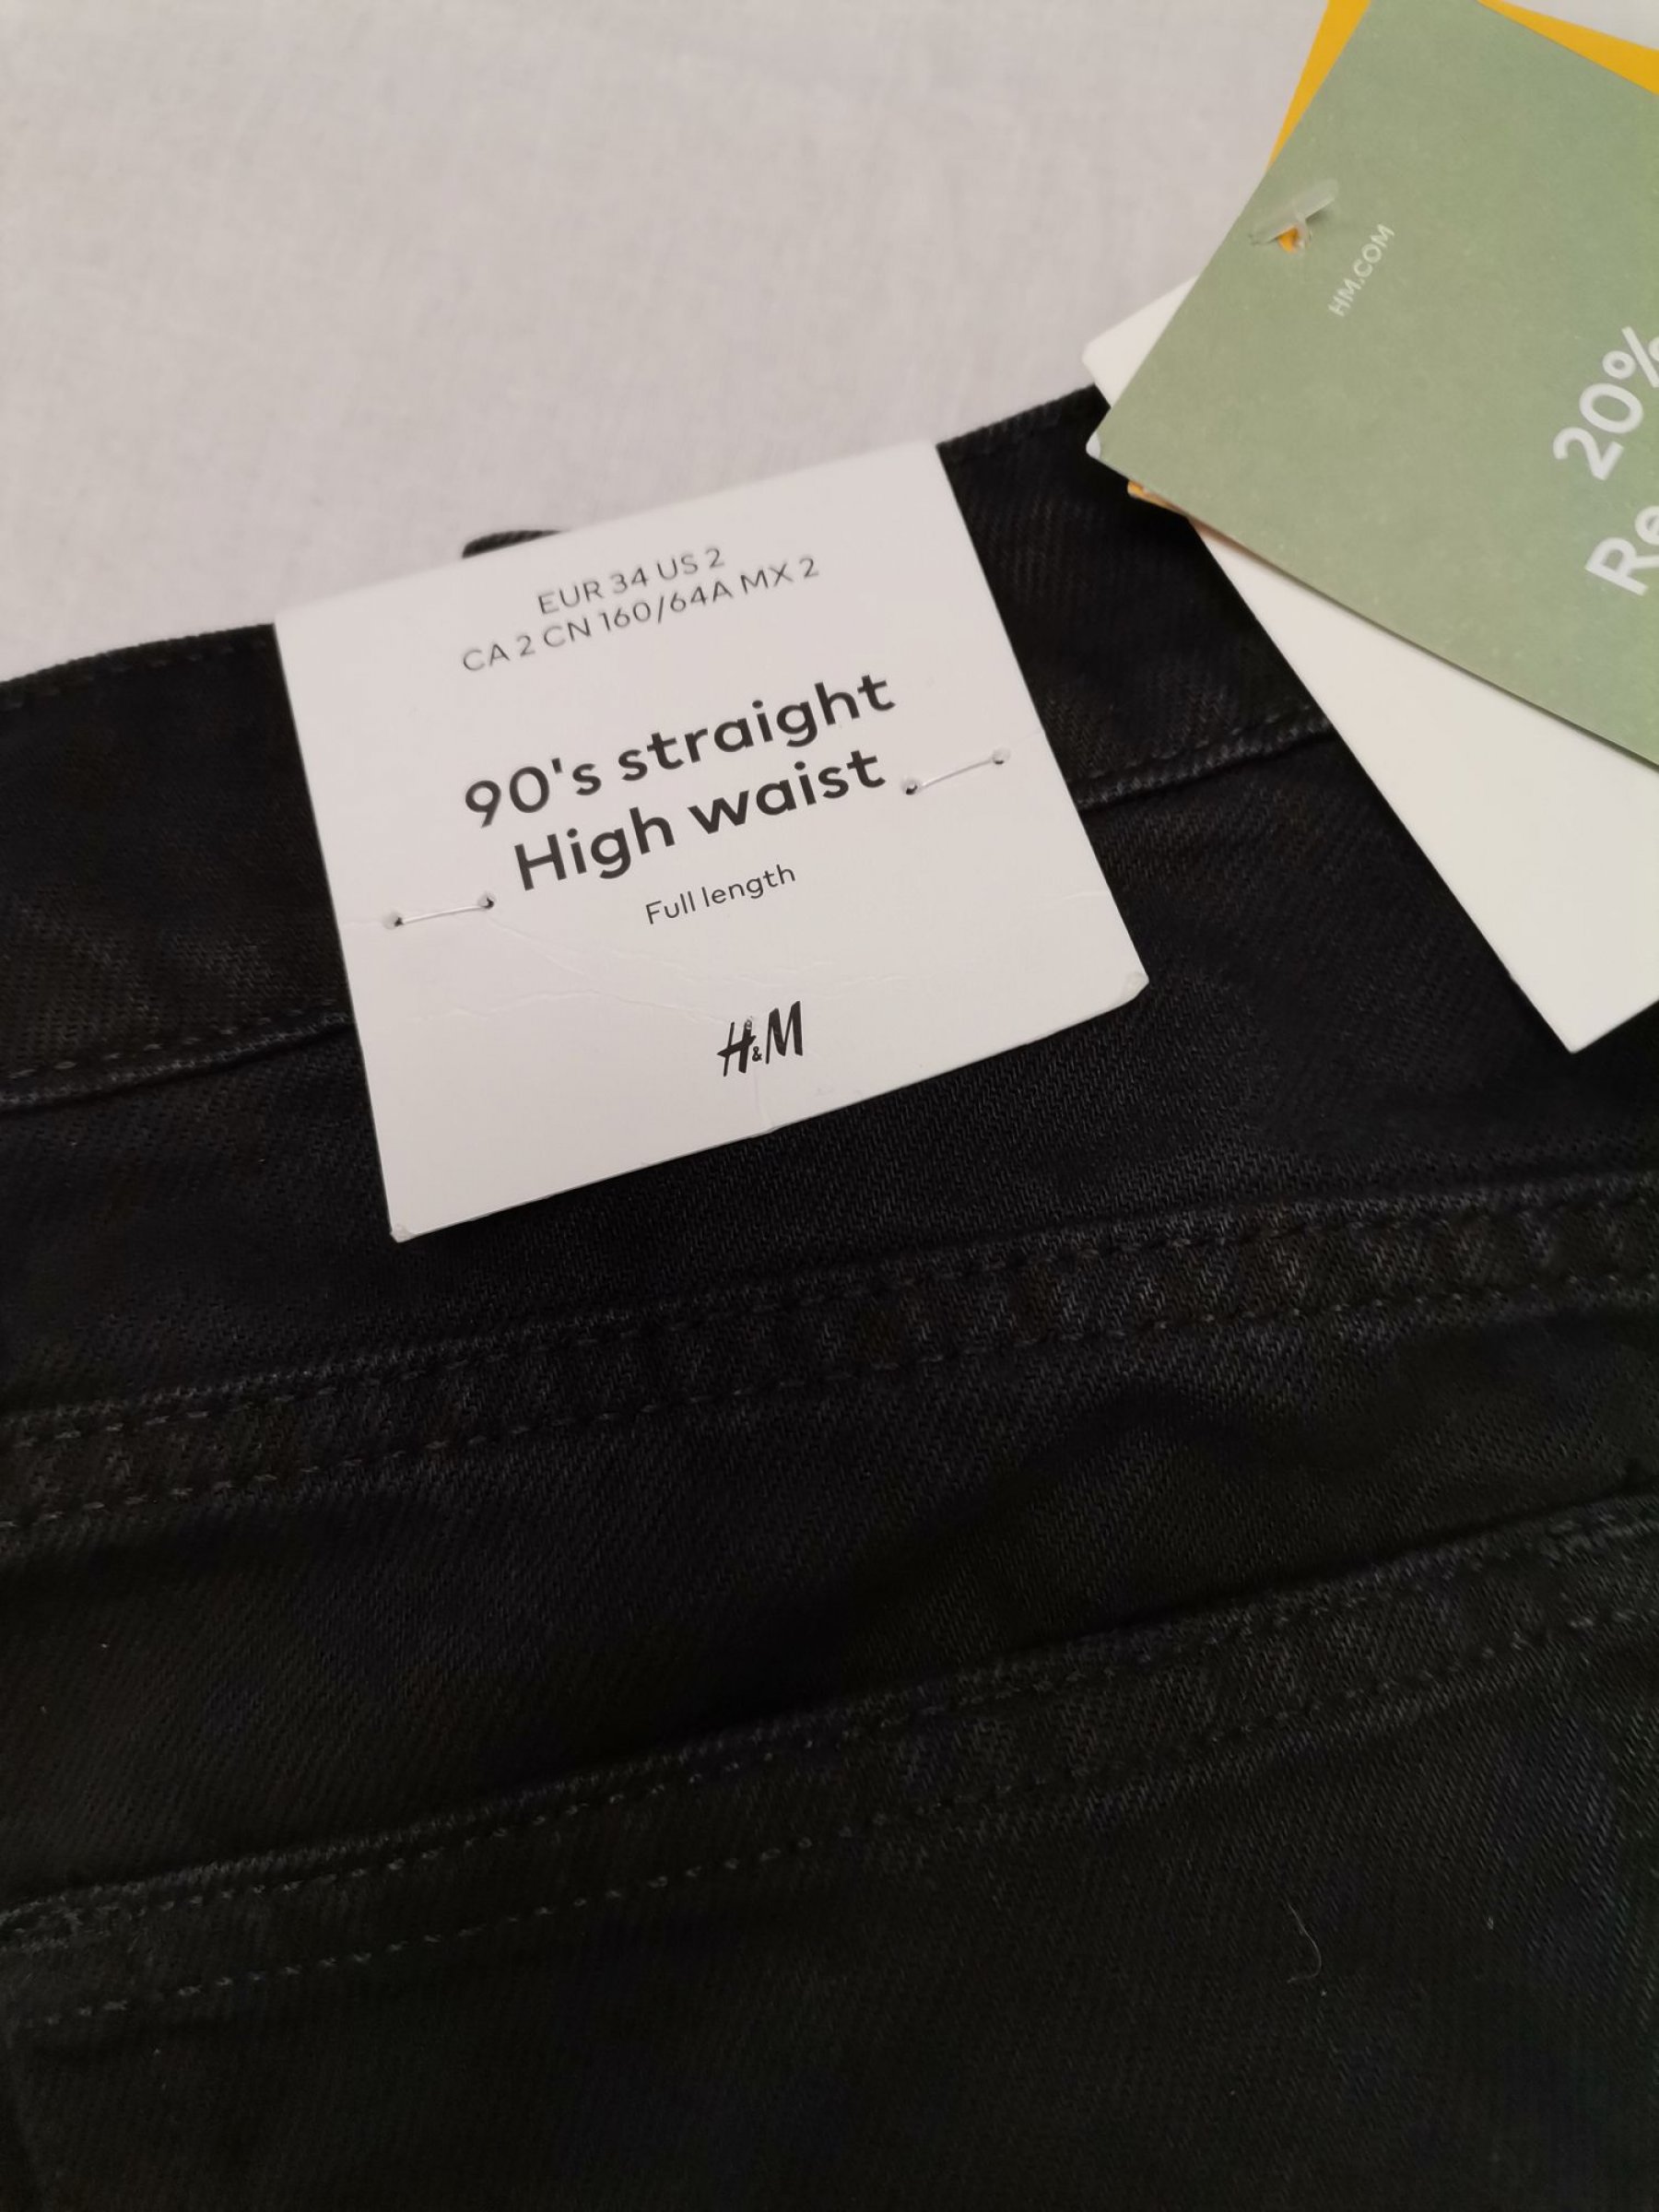 EUR 34 US 2
CA 2 CN 160/64A MX 2
90's straight
High waist
Full length
H&M
HM.COM
20%